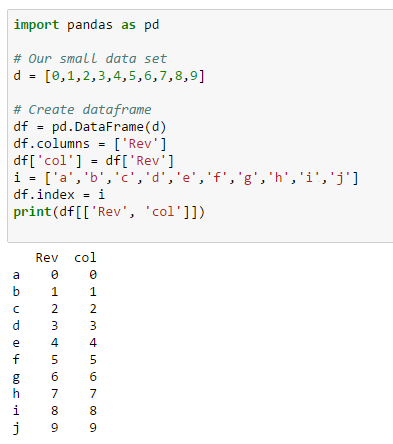 import pandas as pd
# Our small data set
d = [0,1,2,3,4,5,6,7,8,9]
# Create dataframe
df = pd.DataFrame(d)
df.columns = ['Rev']
df['col'] = df['Rev']
i = ['a','b','c','d','e','f','g','h','i','j']
df.index = i
print(df[['Rev', 'col']])
Rev col
a 0 0
b 1 1
c 2 2
d 3 3
e 4 4
f 5 5
g 6 6
h 7 7
i 8 8
j 9 9